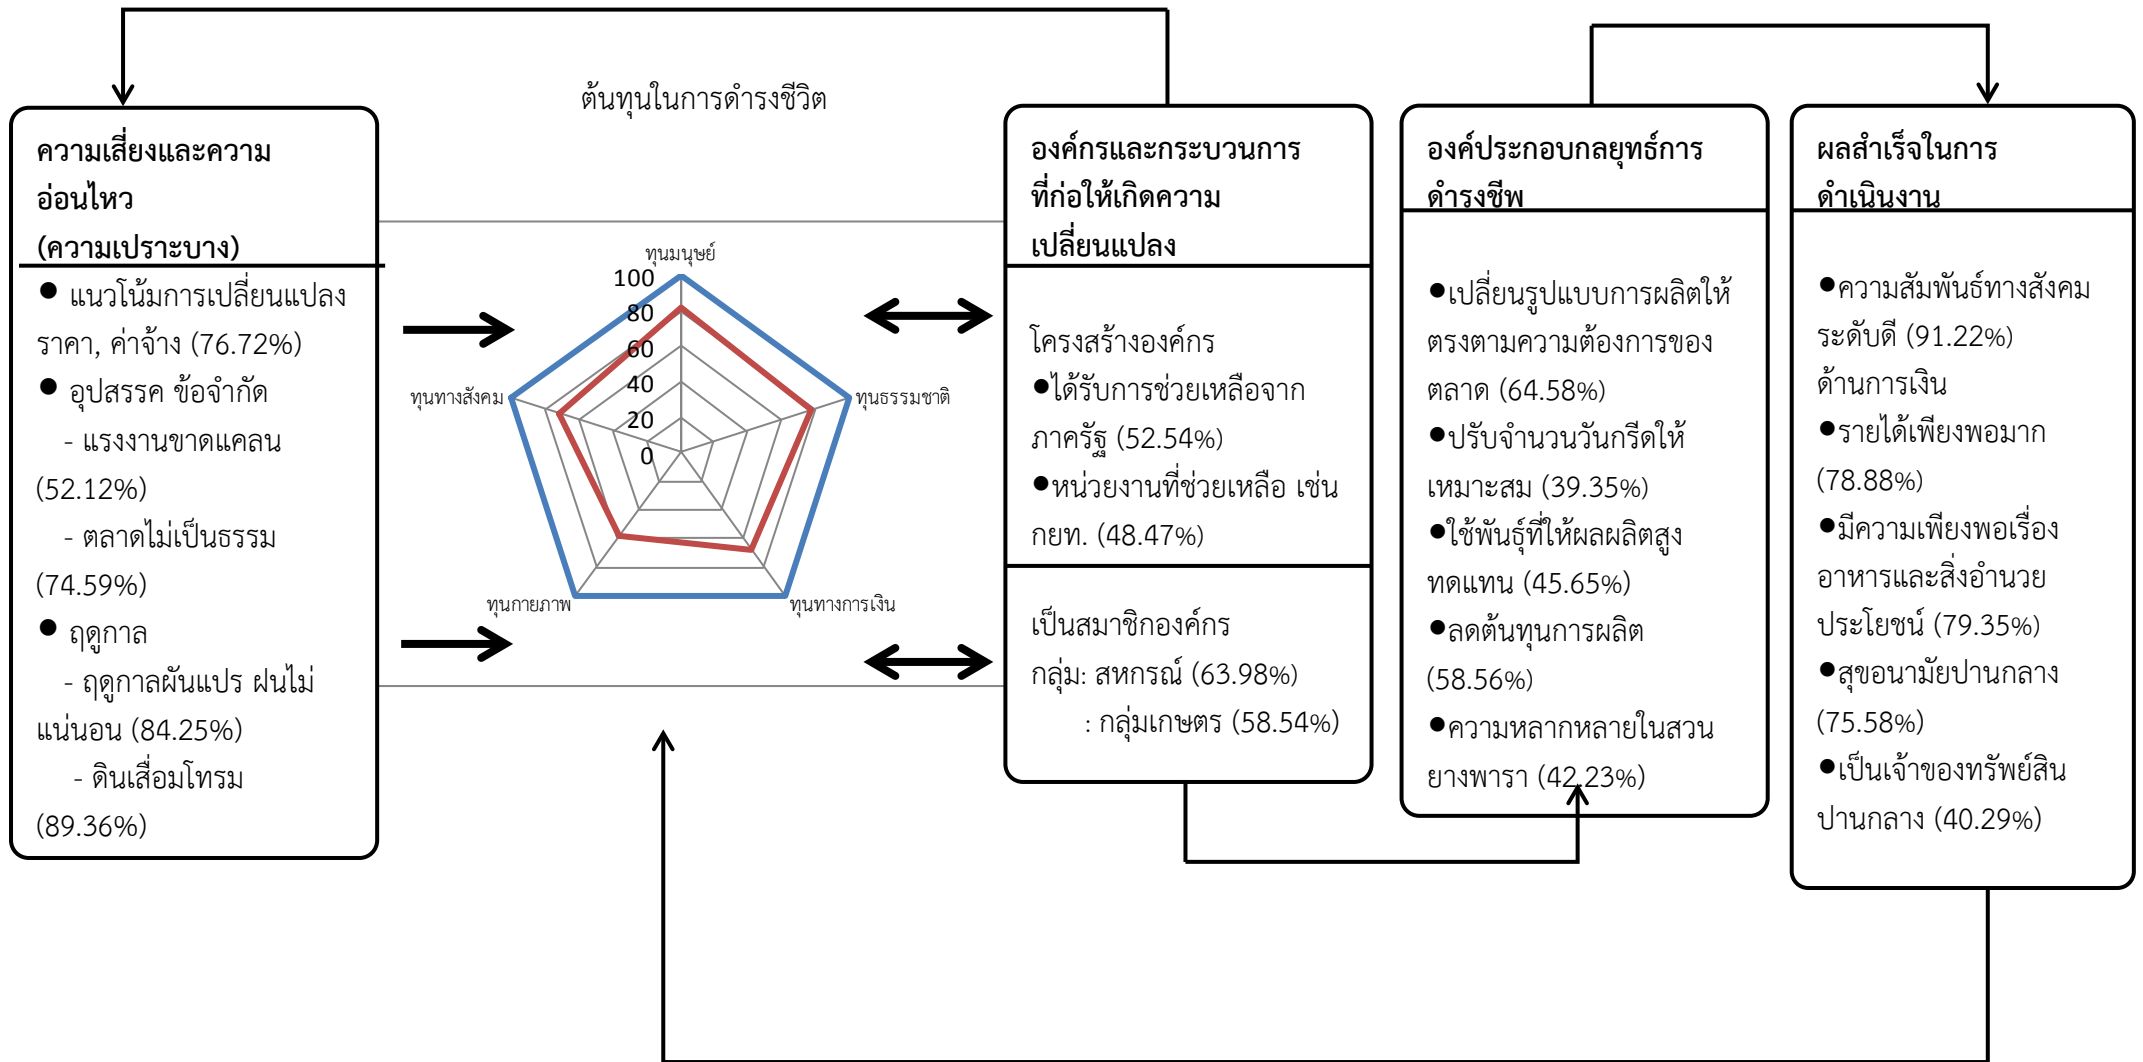 ต้นทุนในการดำรงชีวิต
ความเสี่ยงและความ
อ่อนไหว
(ความเปราะบาง)
● แนวโน้มการเปลี่ยนแปลง
ราคา, ค่าจ้าง (76.72%)
● อุปสรรค ข้อจำกัด
- แรงงานขาดแคลน
(52.12%)
- ตลาดไม่เป็นธรรม
(74.59%)
● ฤดูกาล
- ฤดูกาลผันแปร ฝนไม่
แน่นอน (84.25%)
- ดินเสื่อมโทรม
(89.36%)
ทุนมนุษย์
100
80
60
40
20
0
ทุนทางสังคม
ทุนธรรมชาติ
ทุนกายภาพ
ทุนทางการเงิน
องค์กรและกระบวนการ
ที่ก่อให้เกิดความ
เปลี่ยนแปลง
โครงสร้างองค์กร
●ได้รับการช่วยเหลือจาก
ภาครัฐ (52.54%)
●หน่วยงานที่ช่วยเหลือ เช่น
กยท. (48.47%)
เป็นสมาชิกองค์กร
กลุ่ม: สหกรณ์ (63.98%)
: กลุ่มเกษตร (58.54%)
องค์ประกอบกลยุทธ์การ
ดำรงชีพ
●เปลี่ยนรูปแบบการผลิตให้
ตรงตามความต้องการของ
ตลาด (64.58%)
●ปรับจำนวนวันกรีดให้
เหมาะสม (39.35%)
●ใช้พันธุ์ที่ให้ผลผลิตสูง
ทดแทน (45.65%)
●ลดต้นทุนการผลิต
(58.56%)
●ความหลากหลายในสวน
ยางพารา (42.23%)
ผลสำเร็จในการ
ดำเนินงาน
●ความสัมพันธ์ทางสังคม
ระดับดี (91.22%)
ด้านการเงิน
●รายได้เพียงพอมาก
(78.88%)
●มีความเพียงพอเรื่อง
อาหารและสิ่งอำนวย
ประโยชน์ (79.35%)
●สุขอนามัยปานกลาง
(75.58%)
●เป็นเจ้าของทรัพย์สิน
ปานกลาง (40.29%)